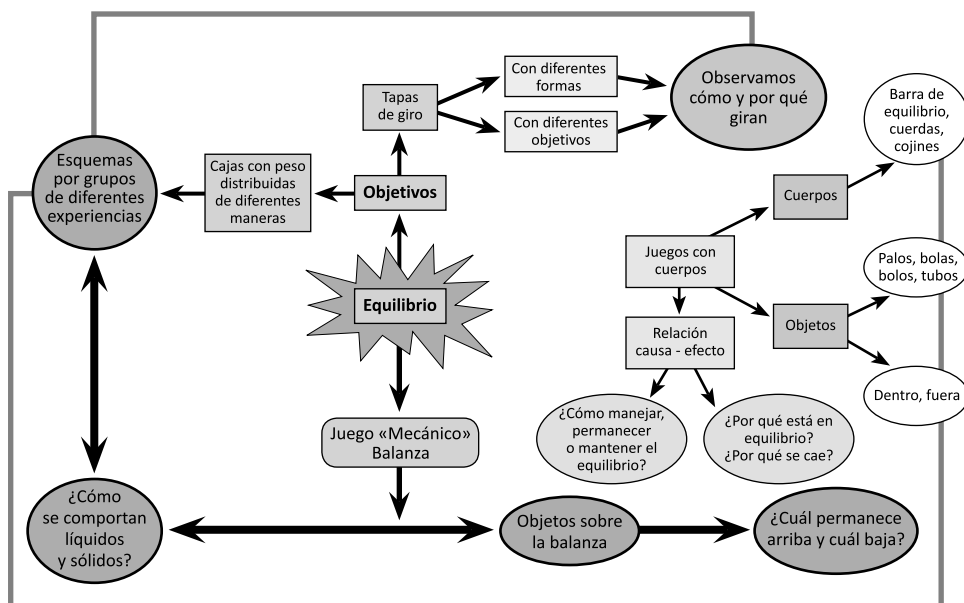 Con diferentes
formas
Tapas
de giro
Con diferentes
objetivos
Observamos
cómo y por qué
giran
Barra de
equilibrio,
cuerdas,
cojines
Esquemas
por grupos
de diferentes
experiencias
Cajas con peso
distribuidas
de diferentes
maneras
Objetivos
Cuerpos
Juegos con
cuerpos
Palos, bolas,
bolos, tubos
Equilibrio
Objetos
Relación
causa - efecto
Dentro, fuera
¿Cómo manejar,
permanecer
o mantener el
equilibrio?
¿Por qué está en
equilibrio?
¿Por qué se cae?
Juego «Mecánico»
Balanza
¿Cómo
se comportan
líquidos
y sólidos?
Objetos sobre
la balanza
¿Cuál permanece
arriba y cuál baja?